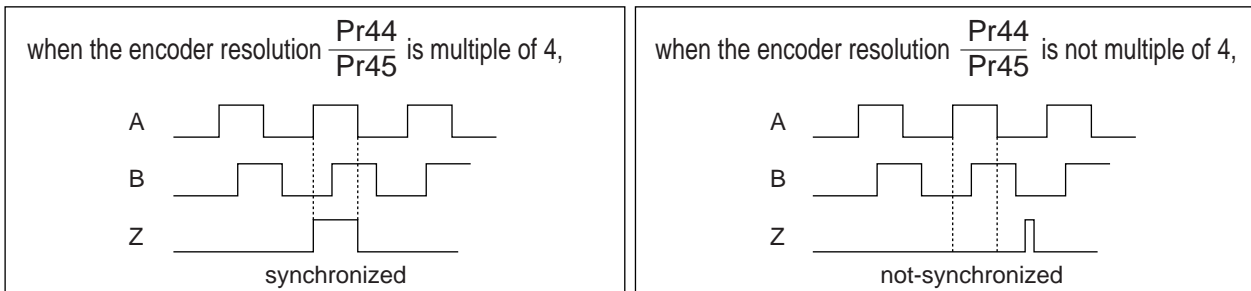 when the encoder resolution Pr44/Pr45 is multiple of 4,
A
B
Z
synchronized
when the encoder resolution Pr44/Pr45 is not multiple of 4,
A
B
Z
not-synchronized